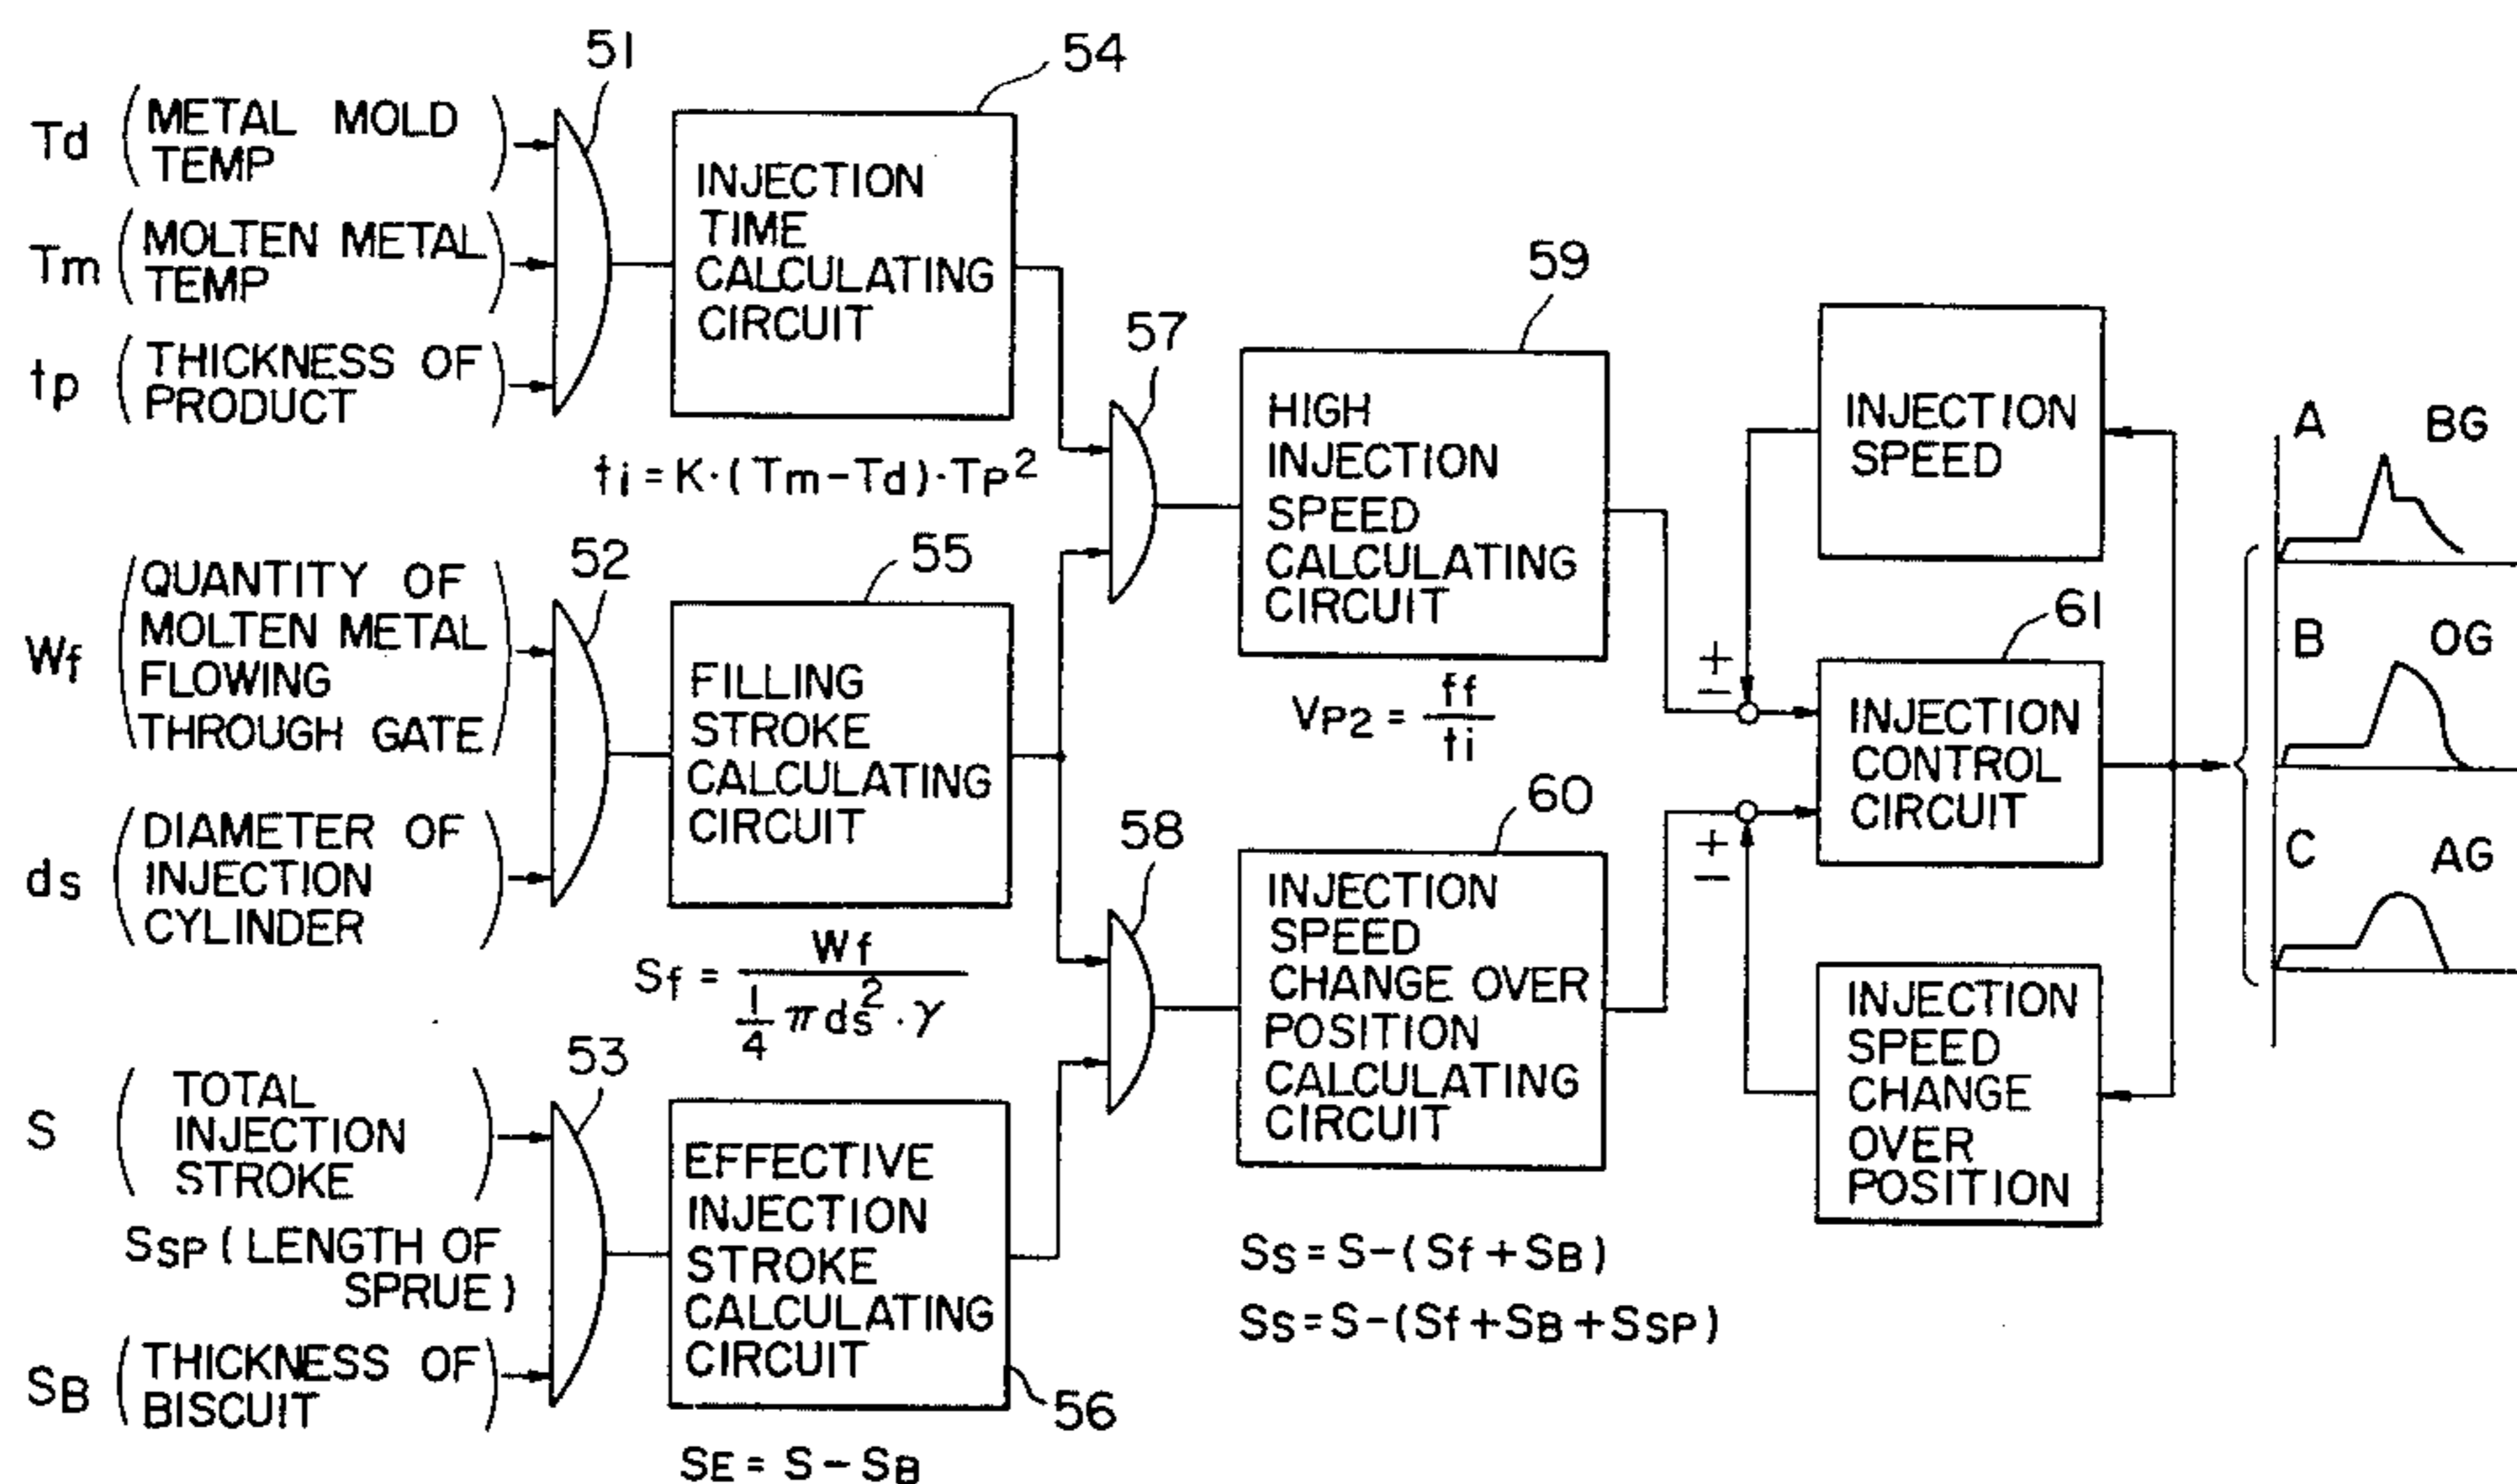 51
54
Td (METAL MOLD
TEMP)
Tm (MOLTEN METAL
TEMP)
tp (THICKNESS OF
PRODUCT)
INJECTION
TIME
CALCULATING
CIRCUIT
ti = K·(Tm−Td)·TP²
52
55
Wf (QUANTITY OF
MOLTEN METAL
FLOWING
THROUGH GATE)
ds (DIAMETER OF
INJECTION
CYLINDER)
FILLING
STROKE
CALCULATING
CIRCUIT
Sf = Wf / (1/4 πds²·γ)
53
S (TOTAL
INJECTION
STROKE)
SSP (LENGTH OF
SPRUE)
SB (THICKNESS OF
BISCUIT)
EFFECTIVE
INJECTION
STROKE
CALCULATING
CIRCUIT
56
SE = S − SB
57
59
HIGH
INJECTION
SPEED
CALCULATING
CIRCUIT
VP2 = ff / ti
58
60
INJECTION
SPEED
CHANGE OVER
POSITION
CALCULATING
CIRCUIT
SS = S−(Sf + SB)
SS = S−(Sf + SB + SSP)
INJECTION
SPEED
+
−
61
INJECTION
CONTROL
CIRCUIT
+
−
INJECTION
SPEED
CHANGE
OVER
POSITION
A BG
B OG
C AG